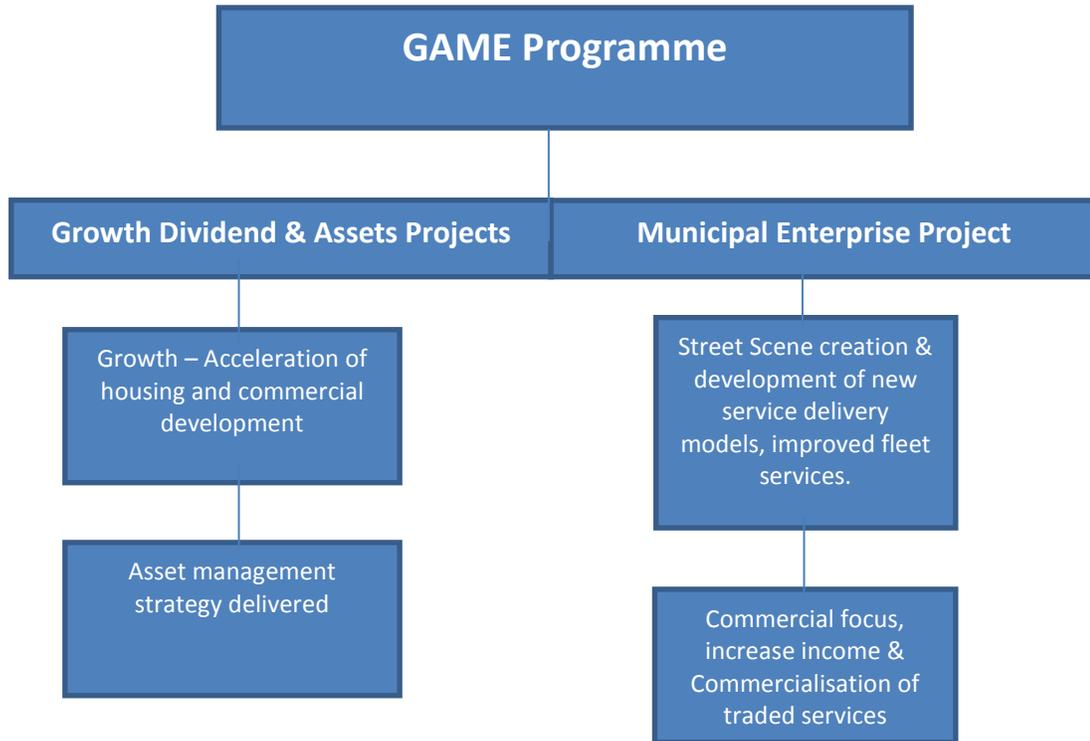 GAME Programme
Growth Dividend & Assets Projects
Municipal Enterprise Project
Growth – Acceleration of
housing and commercial
development
Asset management
strategy delivered
Street Scene creation &
development of new
service delivery
models, improved fleet
services.
Commercial focus,
increase income &
Commercialisation of
traded services